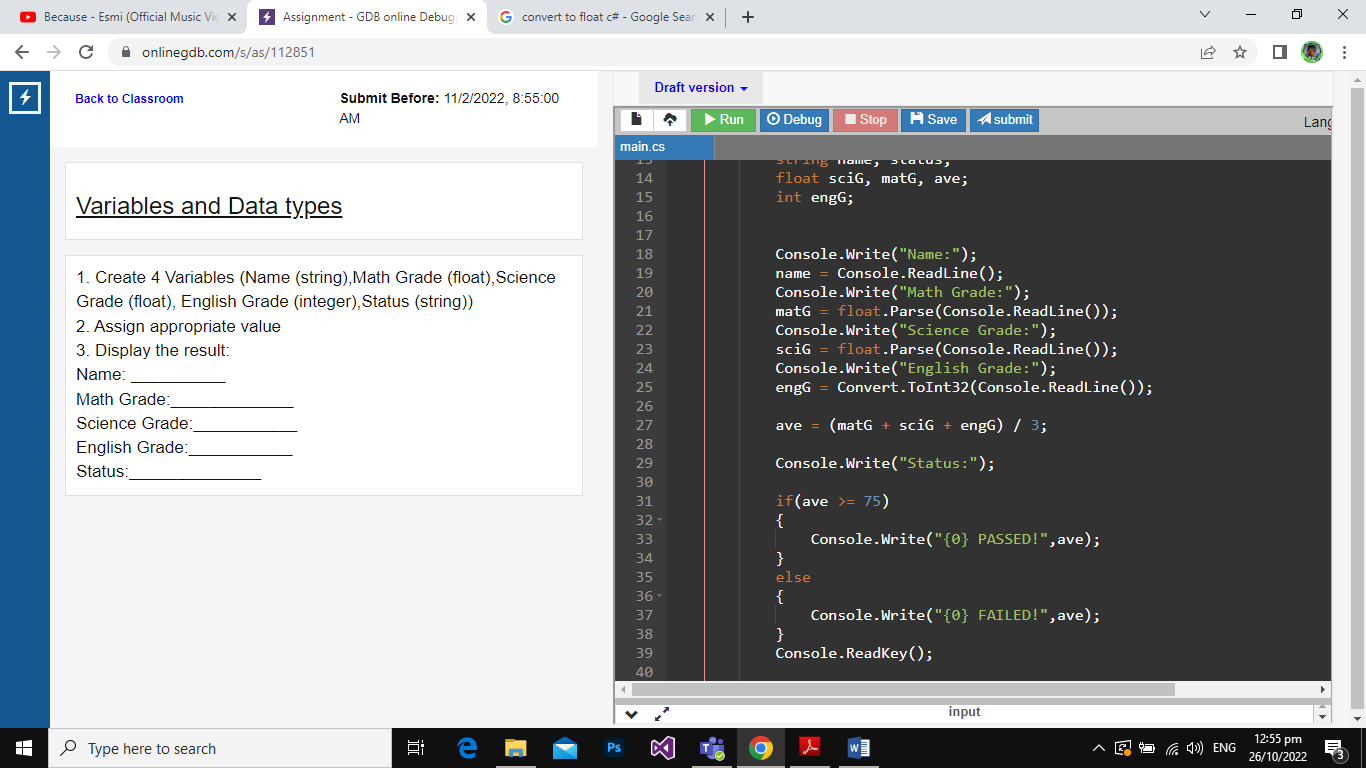 Because - Esmi (Official Music Vic
Assignment - GDB online Debug
convert to float c# - Google Sear
onlinegdb.com/s/as/112851
Back to Classroom
Submit Before: 11/2/2022, 8:55:00
AM
Variables and Data types
1. Create 4 Variables (Name (string),Math Grade (float),Science
Grade (float), English Grade (integer),Status (string))
2. Assign appropriate value
3. Display the result:
Name: __________
Math Grade:_____________
Science Grade:___________
English Grade:___________
Status:______________
Draft version
Run Debug Stop Save submit
Lang
main.cs
13 string name, status;
14 float sciG, matG, ave;
15 int engG;
16
17
18 Console.Write("Name:");
19 name = Console.ReadLine();
20 Console.Write("Math Grade:");
21 matG = float.Parse(Console.ReadLine());
22 Console.Write("Science Grade:");
23 sciG = float.Parse(Console.ReadLine());
24 Console.Write("English Grade:");
25 engG = Convert.ToInt32(Console.ReadLine());
26
27 ave = (matG + sciG + engG) / 3;
28
29 Console.Write("Status:");
30
31 if(ave >= 75)
32 {
33 Console.Write("{0} PASSED!",ave);
34 }
35 else
36 {
37 Console.Write("{0} FAILED!",ave);
38 }
39 Console.ReadKey();
40
input
Type here to search
Ps
ENG
12:55 pm
26/10/2022
3